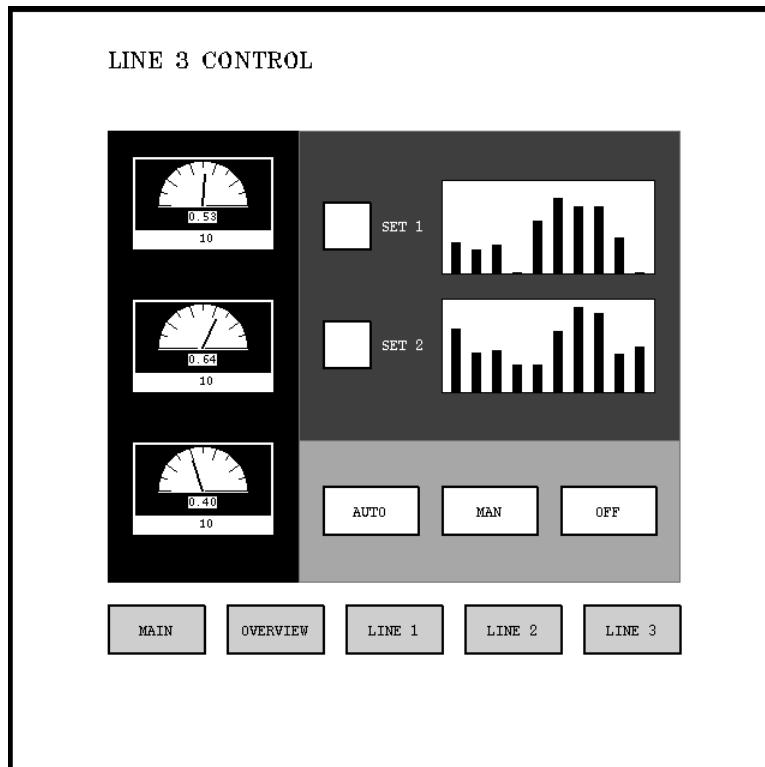 LINE 3 CONTROL
0.53
10
SET 1
0.64
10
SET 2
0.40
10
AUTO
MAN
OFF
MAIN
OVERVIEW
LINE 1
LINE 2
LINE 3